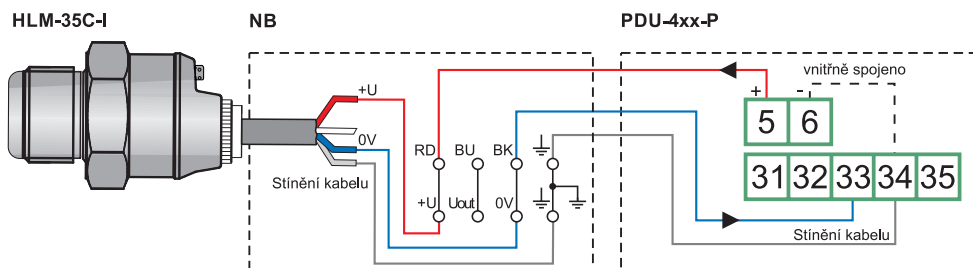 HLM-35C-I
NB
PDU-4xx-P
+U
0V
Stínění kabelu
RD BU BK
+U Uout 0V
vnitřně spojeno
+ -
5 6
31 32 33 34 35
Stínění kabelu